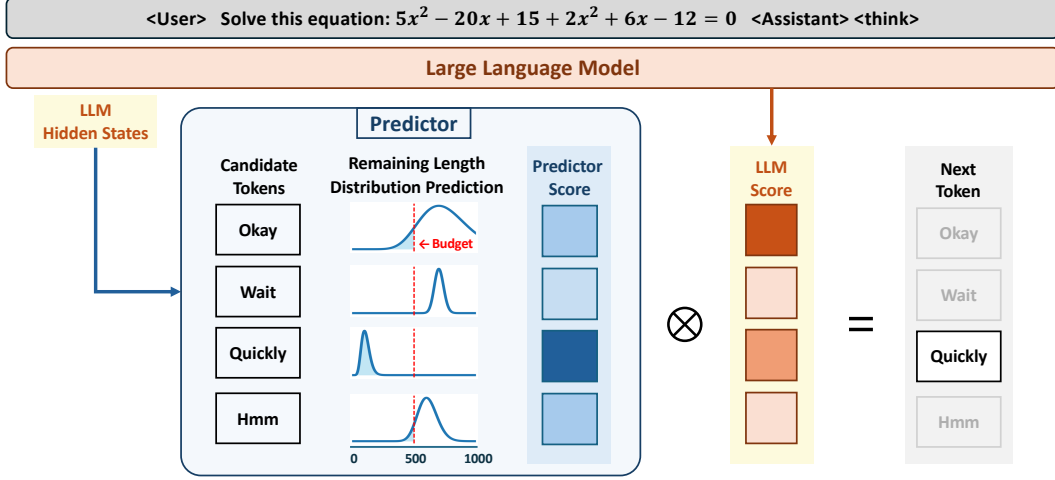 <User> Solve this equation: 5x² − 20x + 15 + 2x² + 6x − 12 = 0 <Assistant> <think>
Large Language Model
LLM
Hidden States
Predictor
Candidate
Tokens
Remaining Length
Distribution Prediction
Predictor
Score
LLM
Score
Next
Token
Okay
← Budget
Okay
Wait
Wait
Quickly
⊗
=
Quickly
Hmm
Hmm
0 500 1000